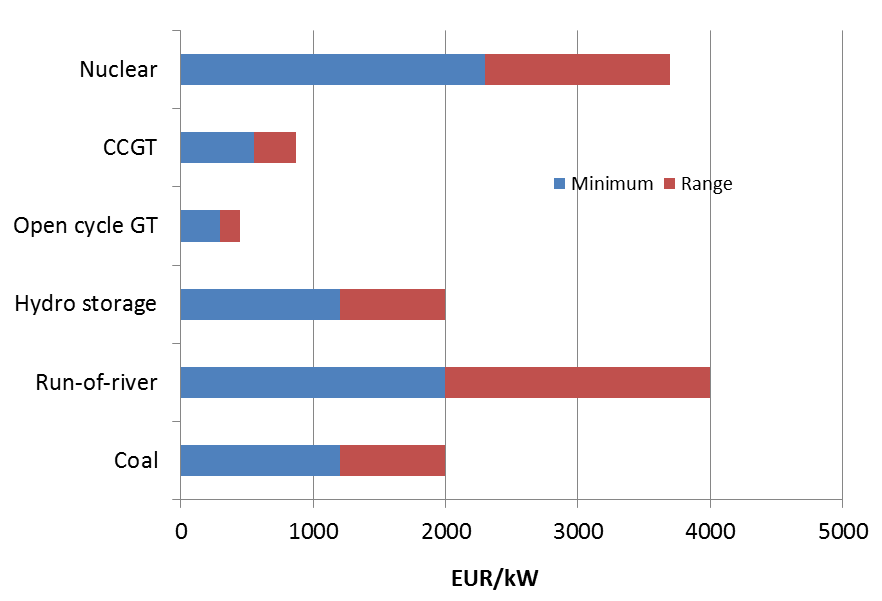 Nuclear
CCGT
Minimum Range
Open cycle GT
Hydro storage
Run-of-river
Coal
0 1000 2000 3000 4000 5000
EUR/kW